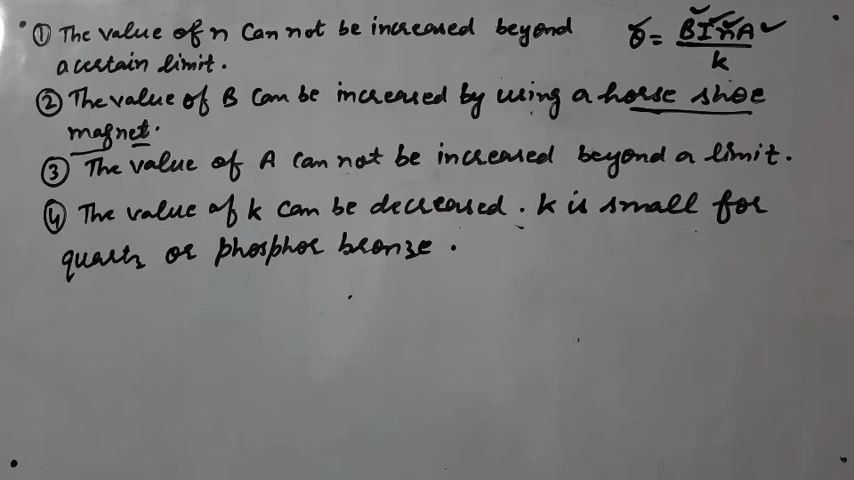 ① The value of n can not be increased beyond
a certain limit.
θ = BInA
k
② The value of B can be increased by using a horse shoe
magnet.
③ The value of A can not be increased beyond a limit.
④ The value of k can be decreased. k is small for
quartz or phosphor bronze.